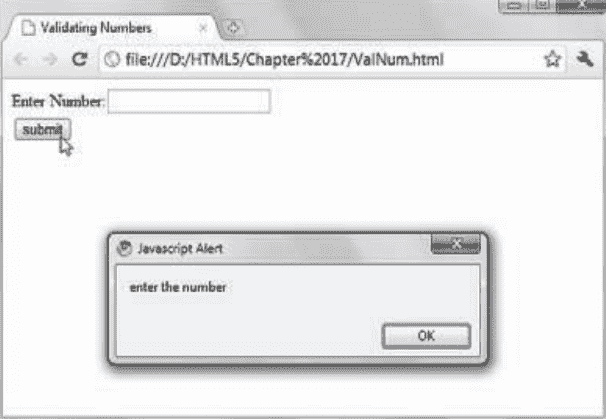 Validating Numbers
file:///D:/HTML5/Chapter%2017/ValNum.html
Enter Number:
submit
Javascript Alert
enter the number
OK